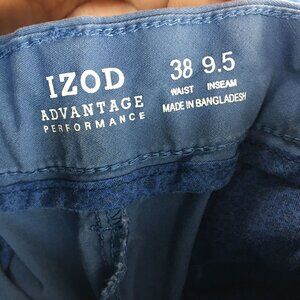 IZOD
ADVANTAGE
PERFORMANCE
38 9.5
WAIST INSEAM
MADE IN BANGLADESH